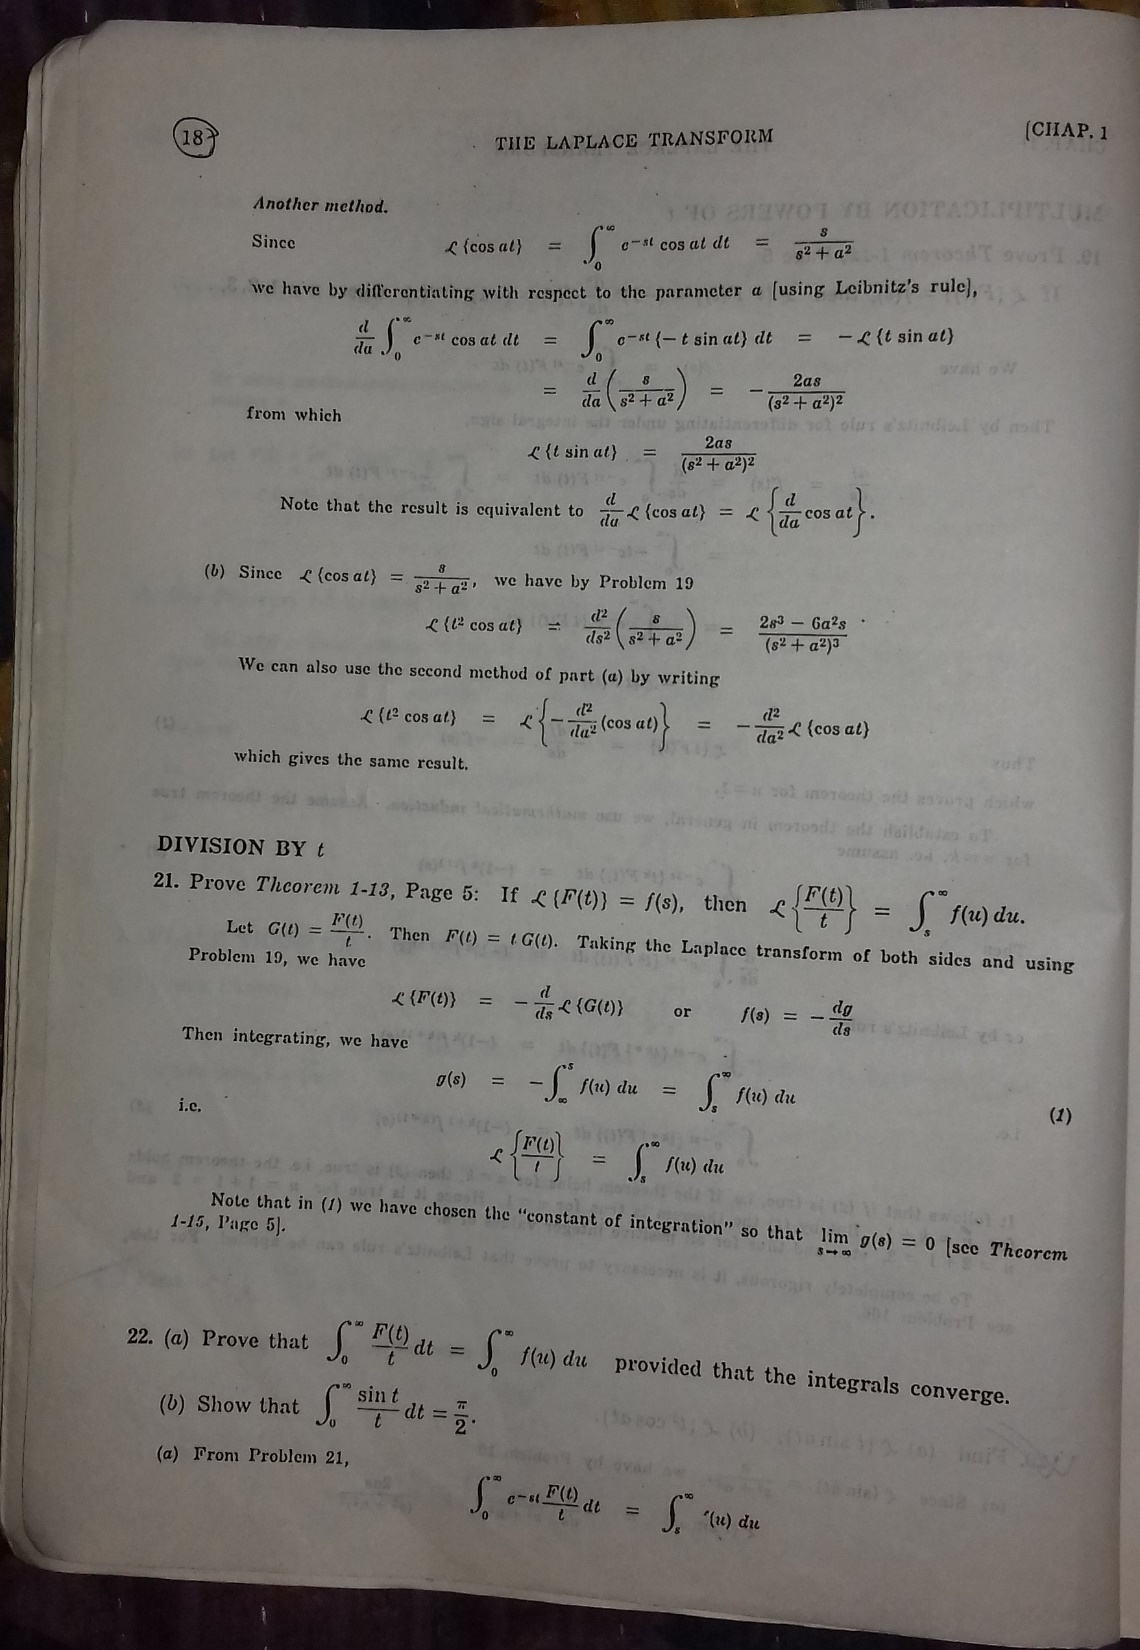 18
THE LAPLACE TRANSFORM
[CHAP. 1
Another method.
Since ℒ {cos at} = ∫₀^∞ e^{-st} cos at dt = s/(s² + a²)
we have by differentiating with respect to the parameter a [using Leibnitz's rule],
d/da ∫₀^∞ e^{-st} cos at dt = ∫₀^∞ e^{-st} {-t sin at} dt = -ℒ {t sin at}
= d/da (s/(s² + a²)) = -2as/(s² + a²)²
from which
ℒ {t sin at} = 2as/(s² + a²)²
Note that the result is equivalent to d/da ℒ {cos at} = ℒ {d/da cos at}.
(b) Since ℒ {cos at} = s/(s² + a²), we have by Problem 19
ℒ {t² cos at} = d²/ds² (s/(s² + a²)) = (2s³ - 6a²s)/(s² + a²)³
We can also use the second method of part (a) by writing
ℒ {t² cos at} = ℒ {-d²/da² (cos at)} = -d²/da² ℒ {cos at}
which gives the same result.
DIVISION BY t
21. Prove Theorem 1-13, Page 5: If ℒ {F(t)} = f(s), then ℒ {F(t)/t} = ∫ₛ^∞ f(u) du.
Let G(t) = F(t)/t. Then F(t) = t G(t). Taking the Laplace transform of both sides and using
Problem 19, we have
ℒ {F(t)} = -d/ds ℒ {G(t)} or f(s) = -dg/ds
Then integrating, we have
g(s) = -∫_∞^s f(u) du = ∫ₛ^∞ f(u) du (1)
i.e.
ℒ {F(t)/t} = ∫ₛ^∞ f(u) du
Note that in (1) we have chosen the "constant of integration" so that lim_{s→∞} g(s) = 0 [see Theorem
1-15, Page 5].
22. (a) Prove that ∫₀^∞ F(t)/t dt = ∫₀^∞ f(u) du provided that the integrals converge.
(b) Show that ∫₀^∞ sin t/t dt = π/2.
(a) From Problem 21,
∫₀^∞ e^{-st} F(t)/t dt = ∫ₛ^∞ (u) du